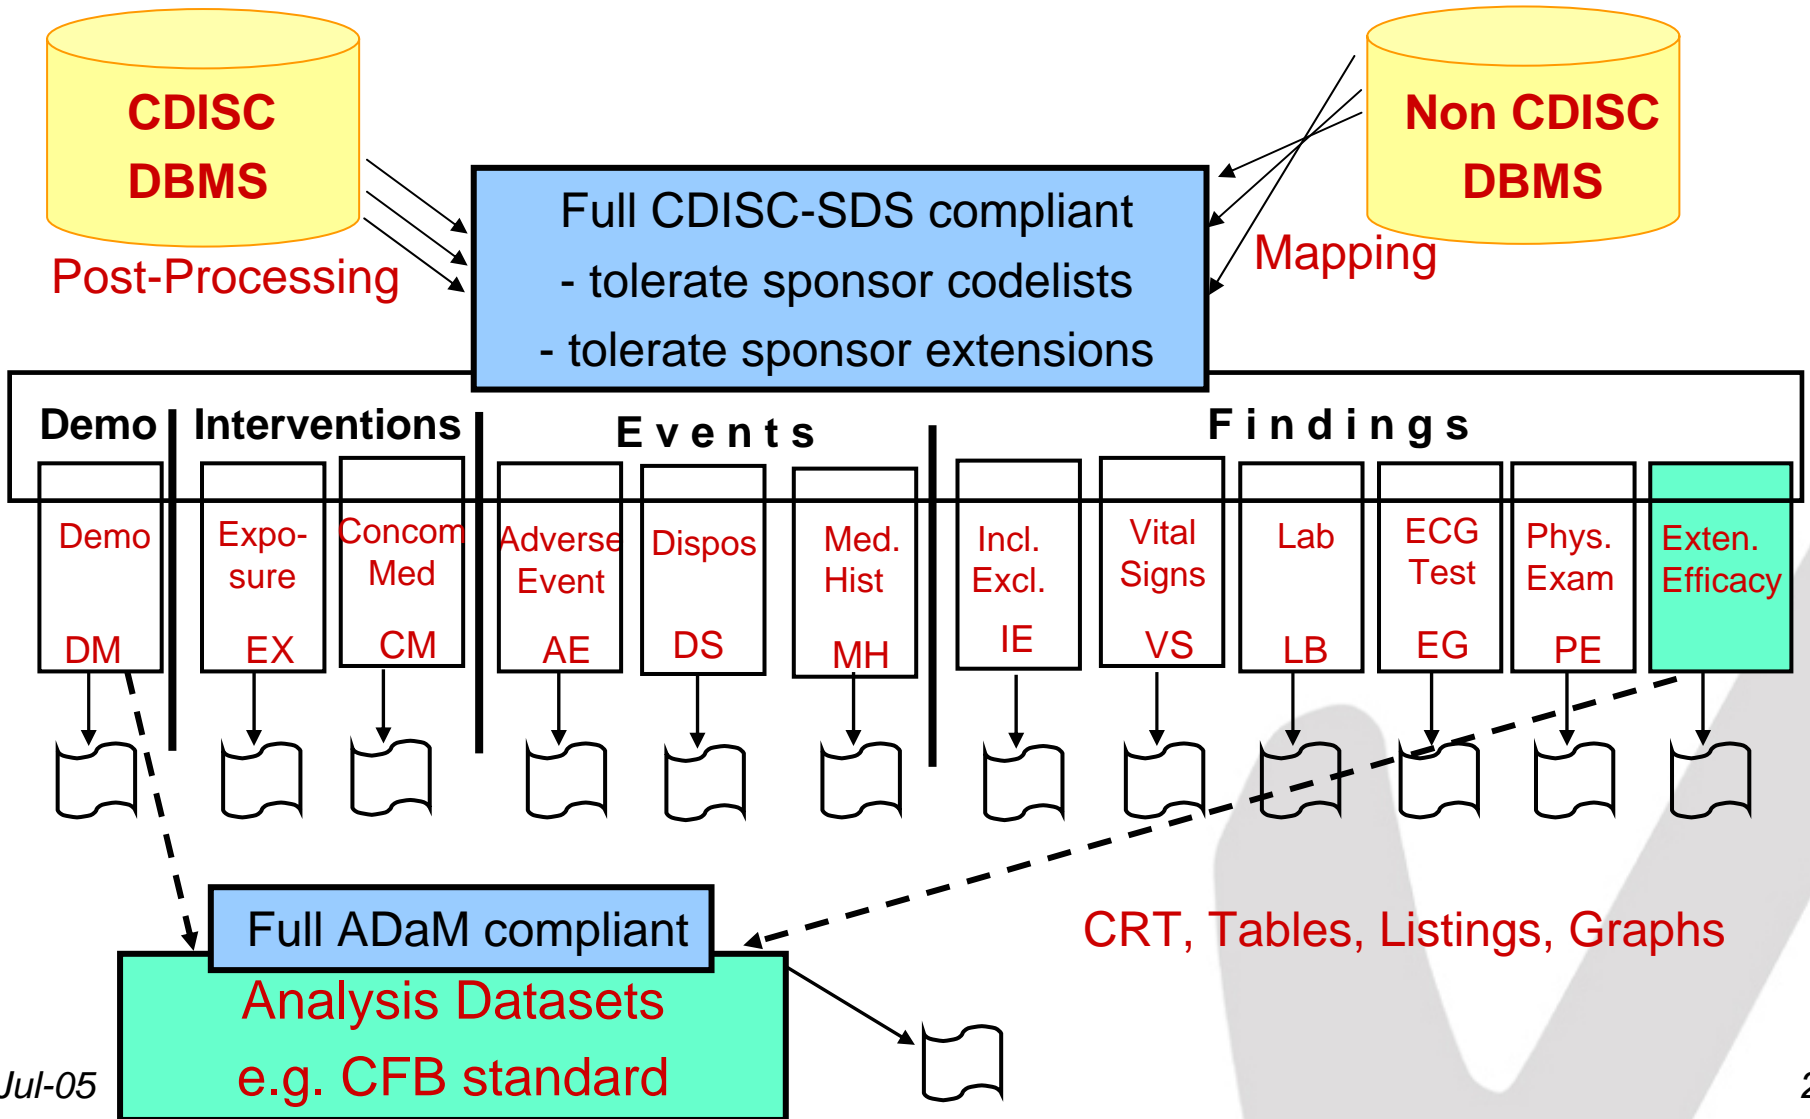 CDISC
DBMS
Non CDISC
DBMS
Full CDISC-SDS compliant
- tolerate sponsor codelists
- tolerate sponsor extensions
Post-Processing
Mapping
Demo
Interventions
E v e n t s
F i n d i n g s
Demo
DM
Expo-
sure
EX
Concom
Med
CM
Adverse
Event
AE
Dispos
DS
Med.
Hist
MH
Incl.
Excl.
IE
Vital
Signs
VS
Lab
LB
ECG
Test
EG
Phys.
Exam
PE
Exten.
Efficacy
Full ADaM compliant
Analysis Datasets
e.g. CFB standard
CRT, Tables, Listings, Graphs
Jul-05
2